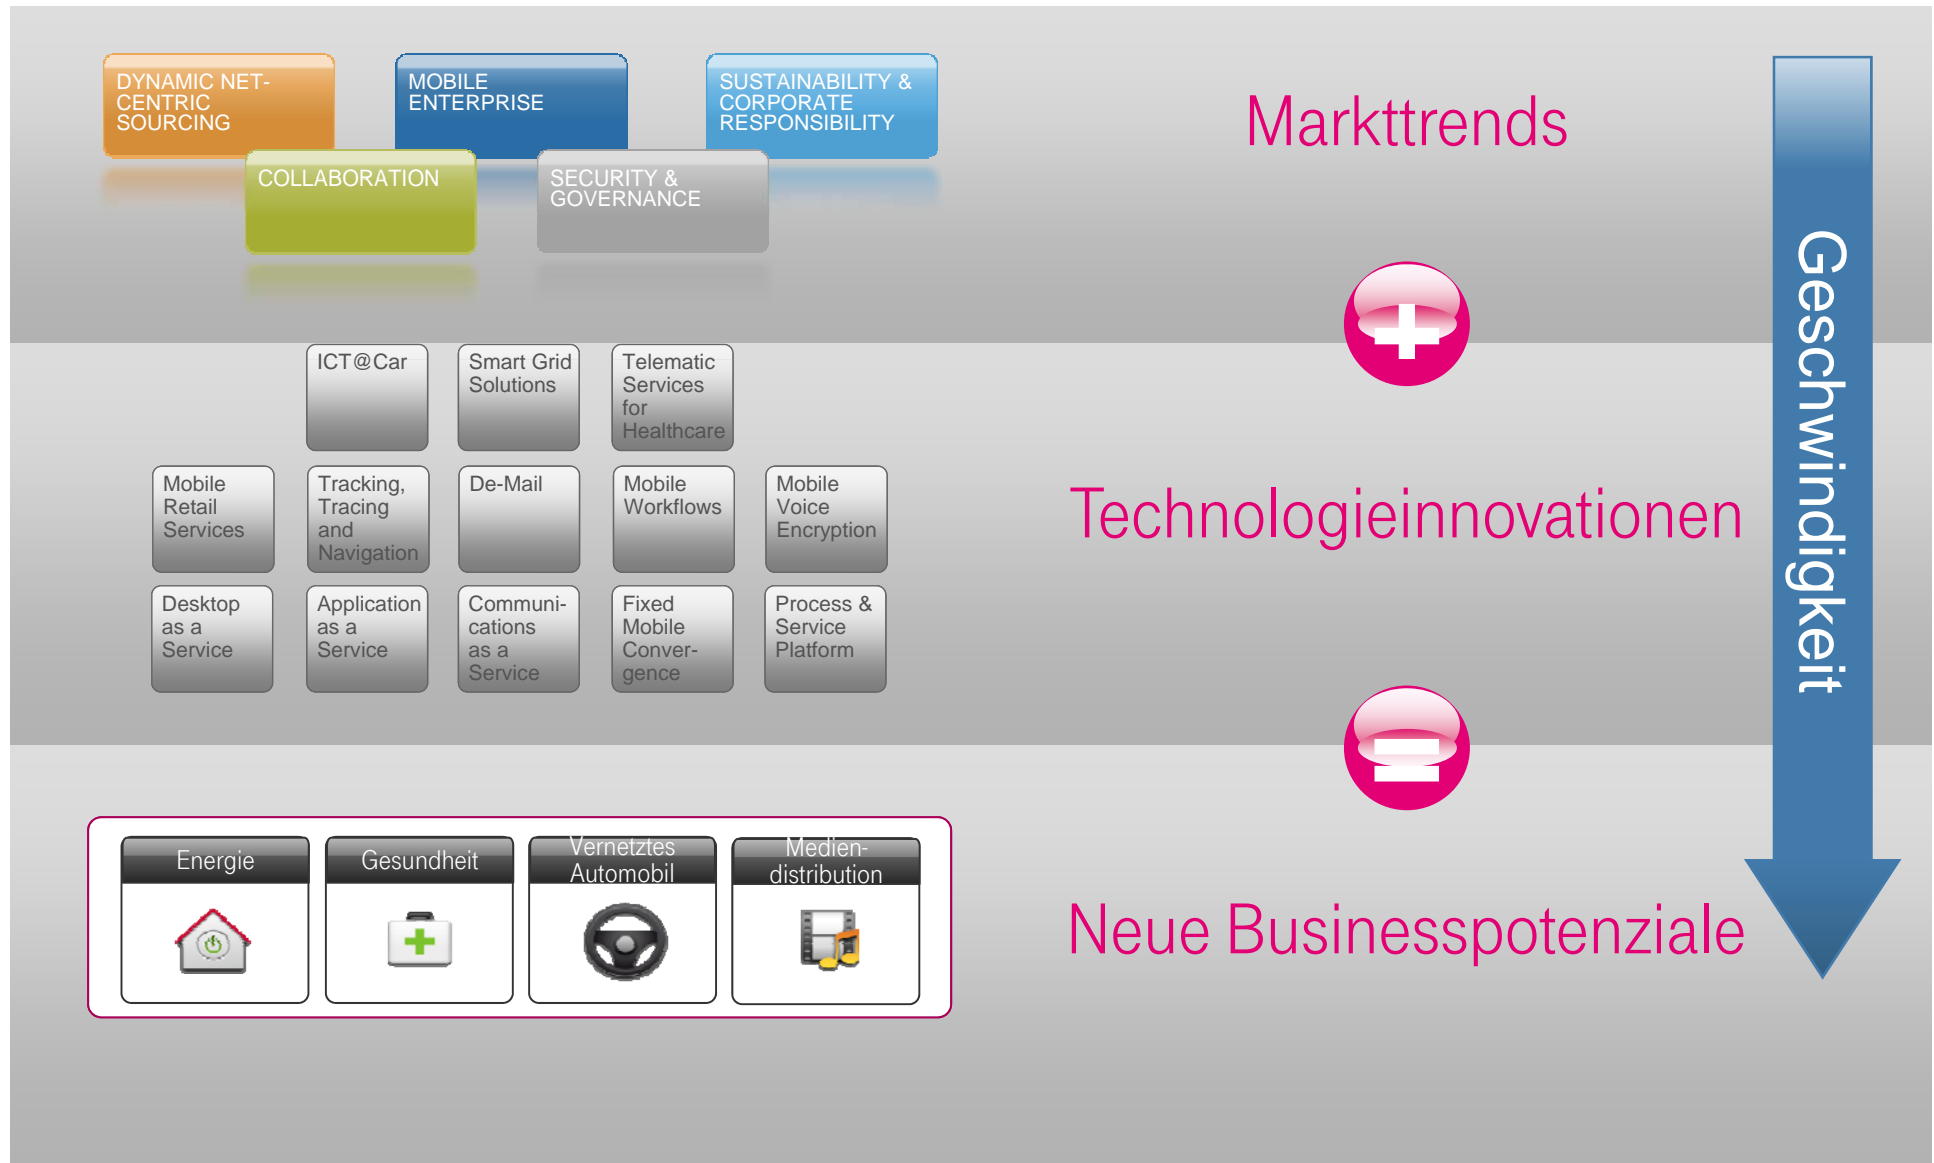 DYNAMIC NET-
CENTRIC
SOURCING
MOBILE
ENTERPRISE
SUSTAINABILITY &
CORPORATE
RESPONSIBILITY
COLLABORATION
SECURITY &
GOVERNANCE
Markttrends
ICT@Car
Smart Grid
Solutions
Telematic
Services
for
Healthcare
Mobile
Retail
Services
Tracking,
Tracing
and
Navigation
De-Mail
Mobile
Workflows
Mobile
Voice
Encryption
Desktop
as a
Service
Application
as a
Service
Communi-
cations
as a
Service
Fixed
Mobile
Conver-
gence
Process &
Service
Platform
Technologieinnovationen
Energie
Gesundheit
Vernetztes
Automobil
Medien-
distribution
Neue Businesspotenziale
Geschwindigkeit